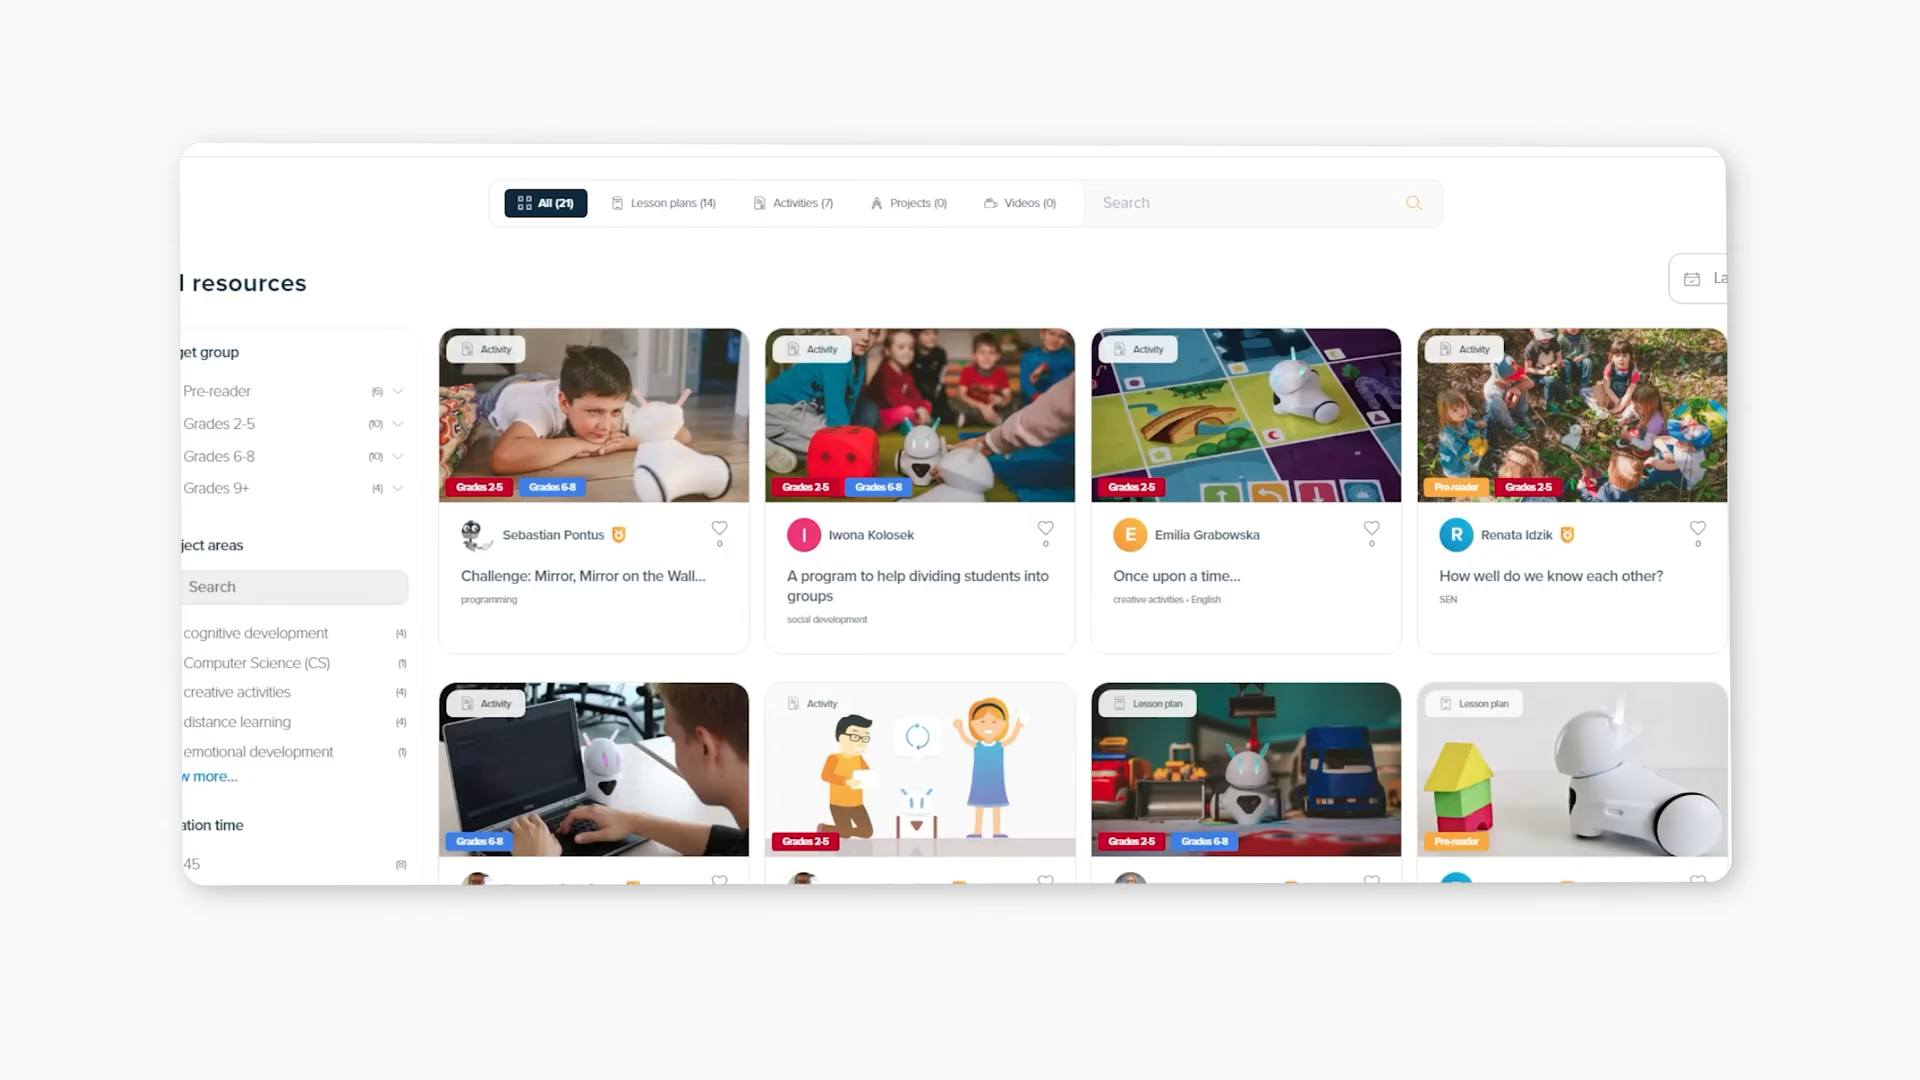 All (21)
Lesson plans (14)
Activities (7)
Projects (0)
Videos (0)
Search
resources
La
get group
Pre-reader (6)
Grades 2-5 (10)
Grades 6-8 (10)
Grades 9+ (4)
ject areas
Search
cognitive development (4)
Computer Science (CS) (1)
creative activities (4)
distance learning (4)
emotional development (1)
w more...
ation time
45 (8)
Activity
Grades 2-5 Grades 6-8
Sebastian Pontus
0
Challenge: Mirror, Mirror on the Wall...
programming
Activity
Grades 2-5 Grades 6-8
I
Iwona Kolosek
0
A program to help dividing students into
groups
social development
Activity
Grades 2-5
E
Emilia Grabowska
0
Once upon a time...
creative activities • English
Activity
Pre-reader Grades 2-5
R
Renata Idzik
0
How well do we know each other?
SEN
Activity
Grades 6-8
Activity
Grades 2-5
Lesson plan
Grades 2-5 Grades 6-8
Lesson plan
Pre-reader